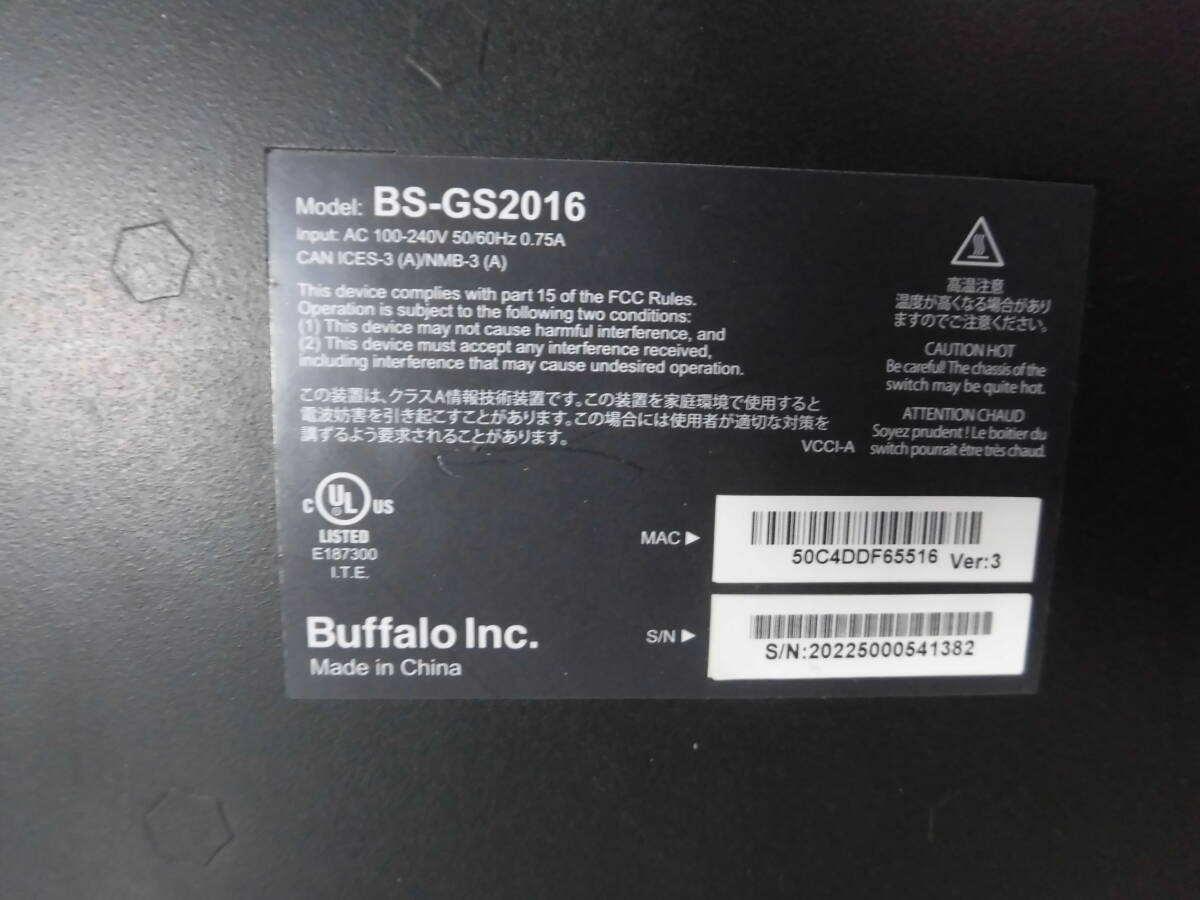 Model: BS-GS2016
Input: AC 100-240V 50/60Hz 0.75A
CAN ICES-3 (A)/NMB-3 (A)
This device complies with part 15 of the FCC Rules.
Operation is subject to the following two conditions:
(1) This device may not cause harmful interference, and
(2) This device must accept any interference received,
including interference that may cause undesired operation.
この装置は、クラスA情報技術装置です。この装置を家庭環境で使用すると
電波妨害を引き起こすことがあります。この場合には使用者が適切な対策を
講ずるよう要求されることがあります。
VCCI-A
高温注意
温度が高くなる場合があり
ますのでご注意ください。
CAUTION HOT
Be careful! The chassis of the
switch may be quite hot.
ATTENTION CHAUD
Soyez prudent! Le boitier du
switch pourrait être très chaud.
C UL US
LISTED
E187300
I.T.E.
MAC ▶
50C4DDF65516 Ver:3
Buffalo Inc.
Made in China
S/N ▶
S/N:20225000541382